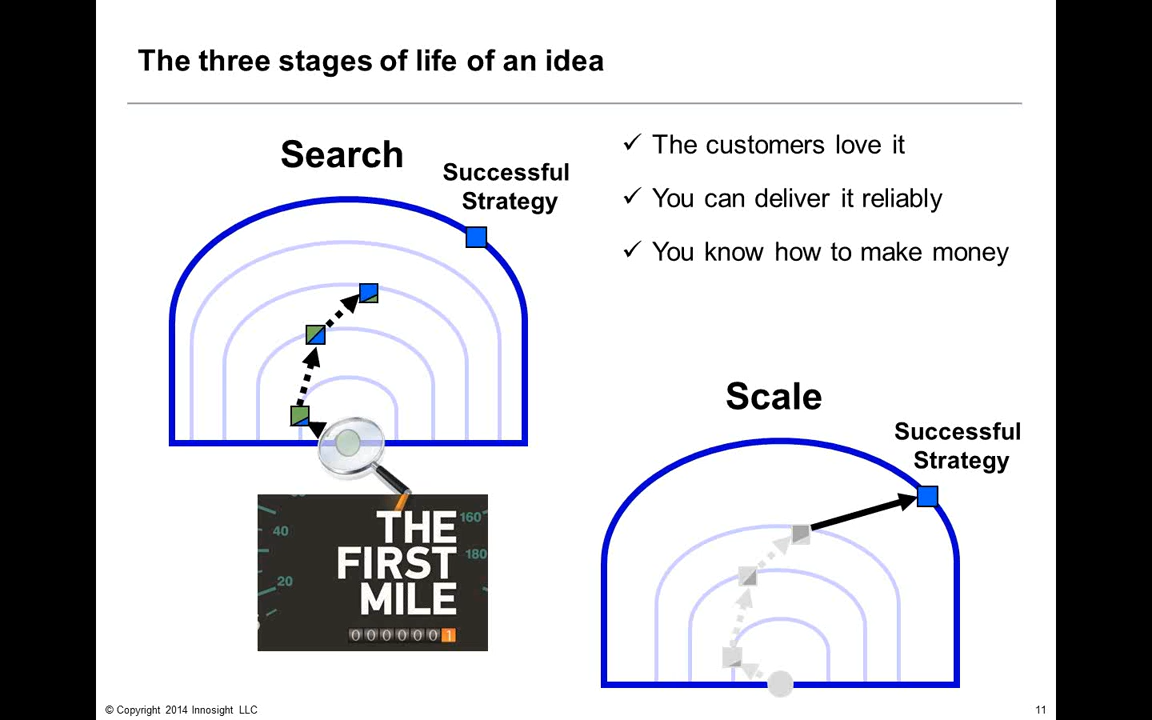 The three stages of life of an idea
Search
Successful
Strategy
✓ The customers love it
✓ You can deliver it reliably
✓ You know how to make money
Scale
Successful
Strategy
THE
FIRST
MILE
40
20
160
180
0000001
© Copyright 2014 Innosight LLC
11